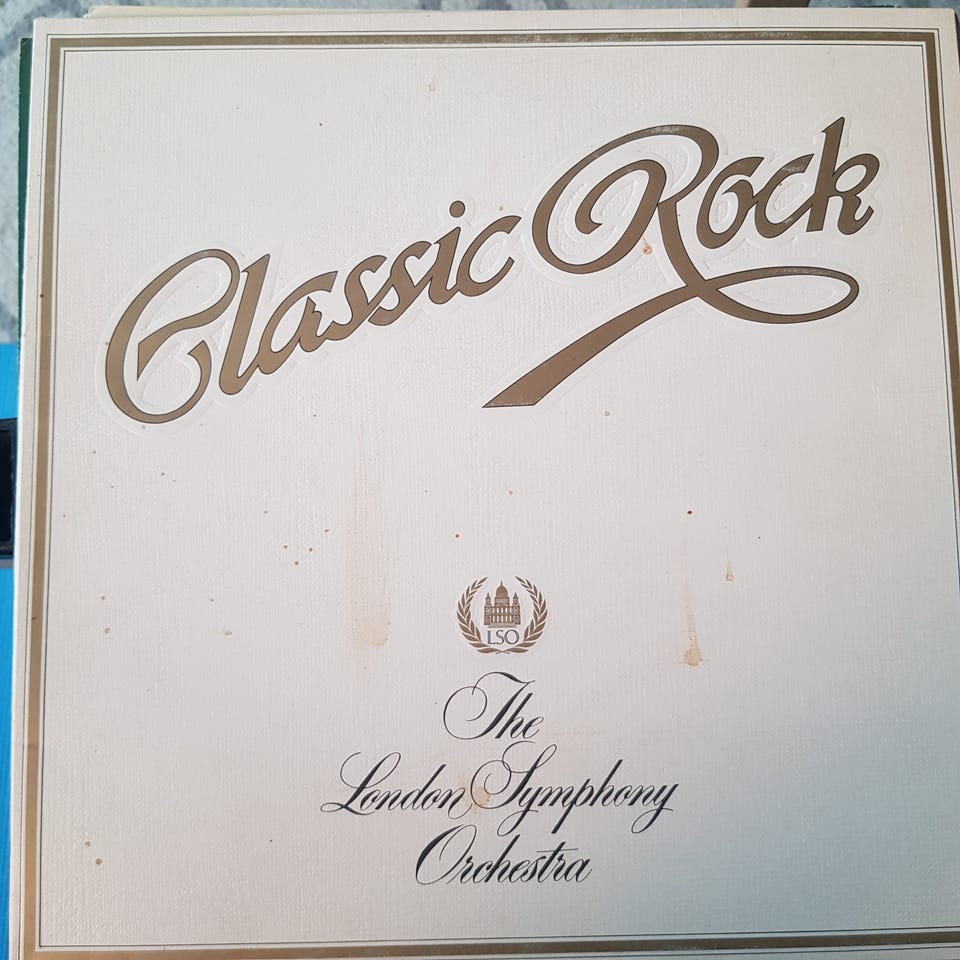 Classic Rock
LSO
The
London Symphony
Orchestra